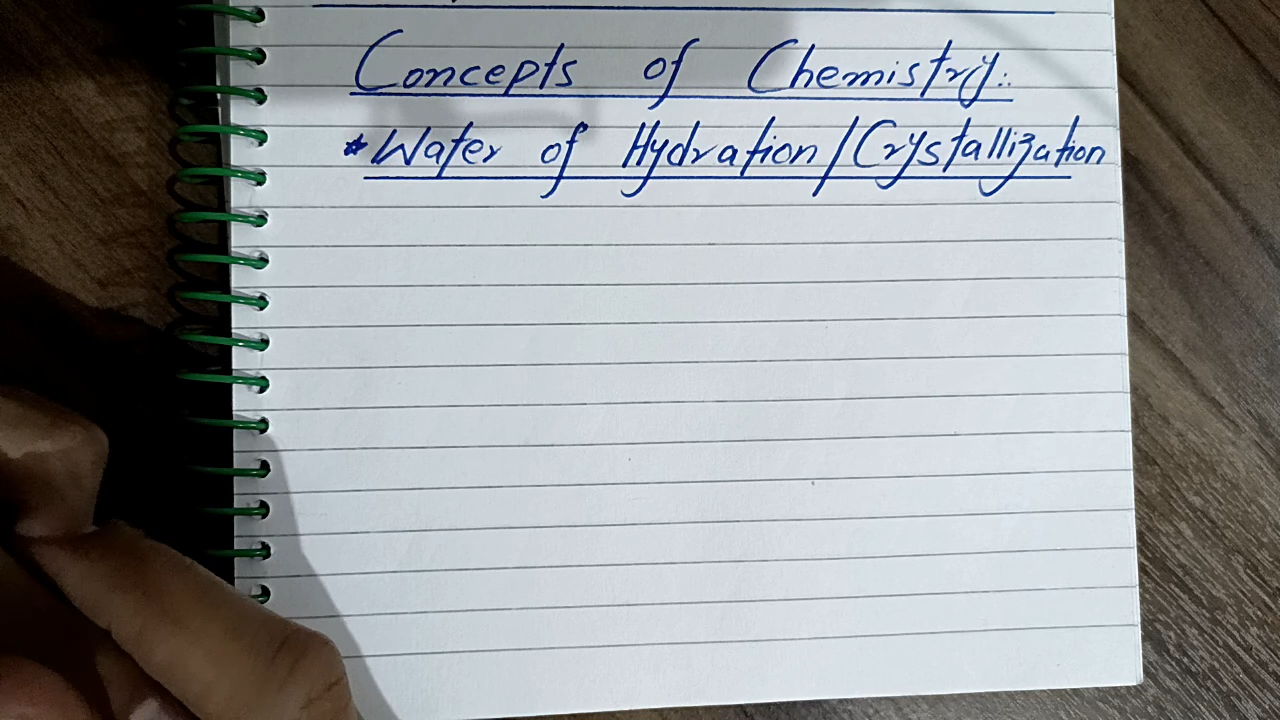 Concepts of Chemistry:
* Water of Hydration/Crystallization